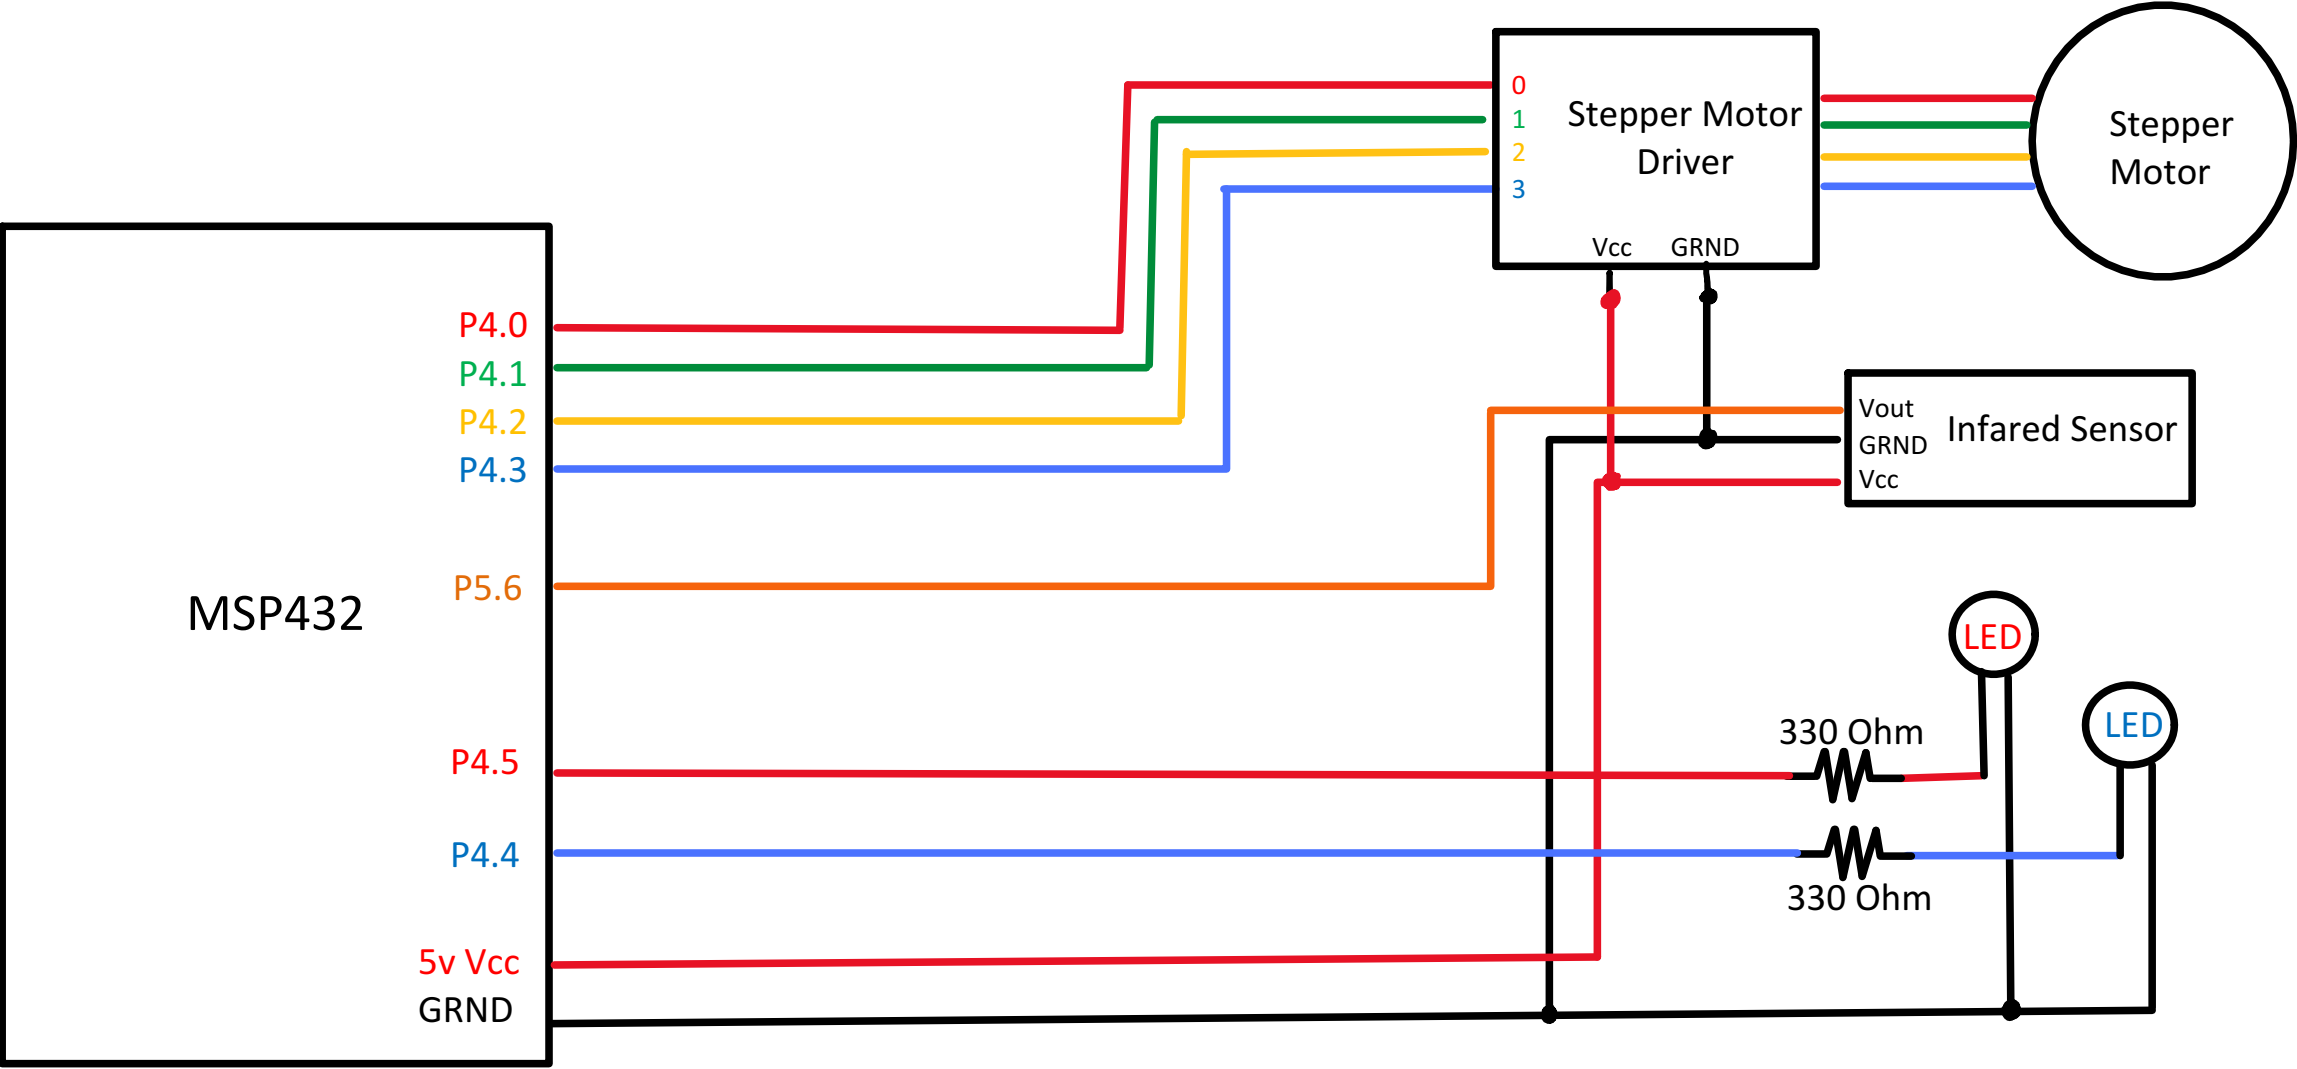 MSP432
P4.0
P4.1
P4.2
P4.3
P5.6
P4.5
P4.4
5v Vcc
GRND
0
1
2
3
Stepper Motor
Driver
Vcc GRND
Stepper
Motor
Vout
GRND
Vcc
Infared Sensor
LED
LED
330 Ohm
330 Ohm